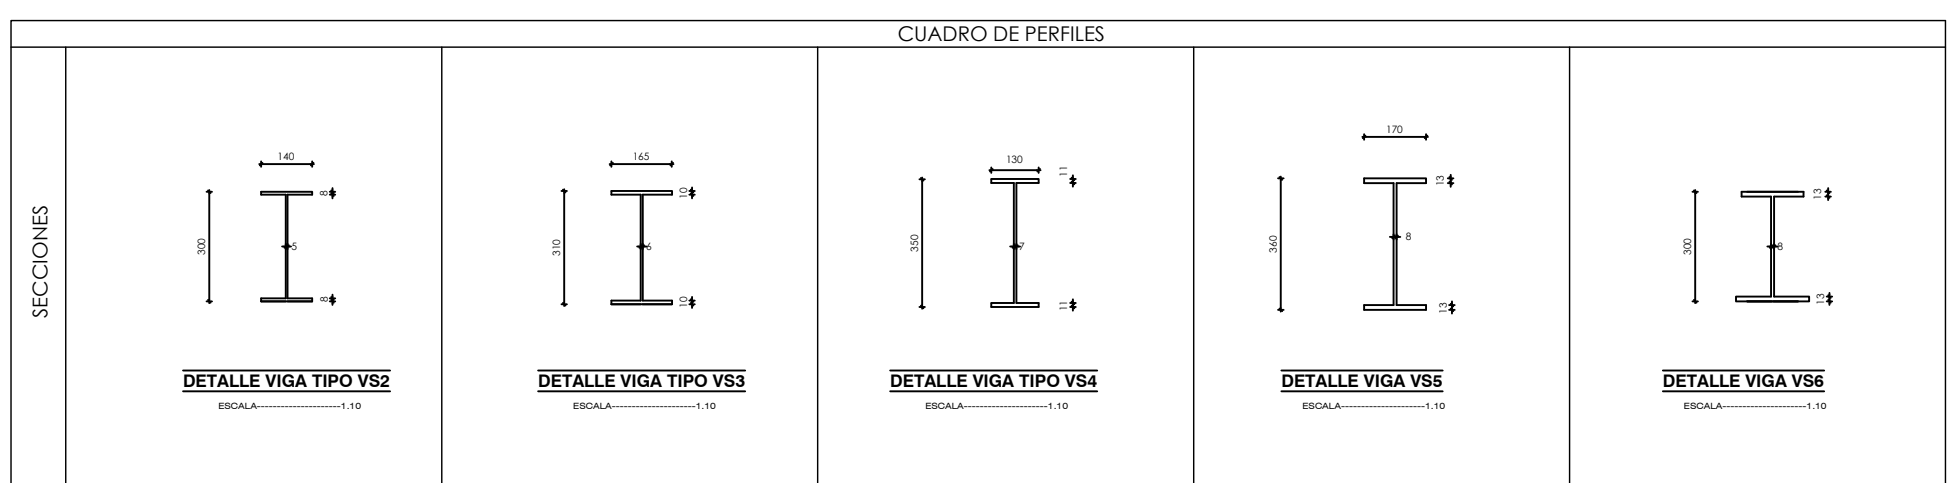 CUADRO DE PERFILES
SECCIONES
140
8
300
5
8
DETALLE VIGA TIPO VS2
ESCALA---------------------1.10
165
10
310
6
10
DETALLE VIGA TIPO VS3
ESCALA---------------------1.10
130
11
350
7
11
DETALLE VIGA TIPO VS4
ESCALA---------------------1.10
170
13
360
8
13
DETALLE VIGA VS5
ESCALA---------------------1.10
13
300
8
13
DETALLE VIGA VS6
ESCALA---------------------1.10